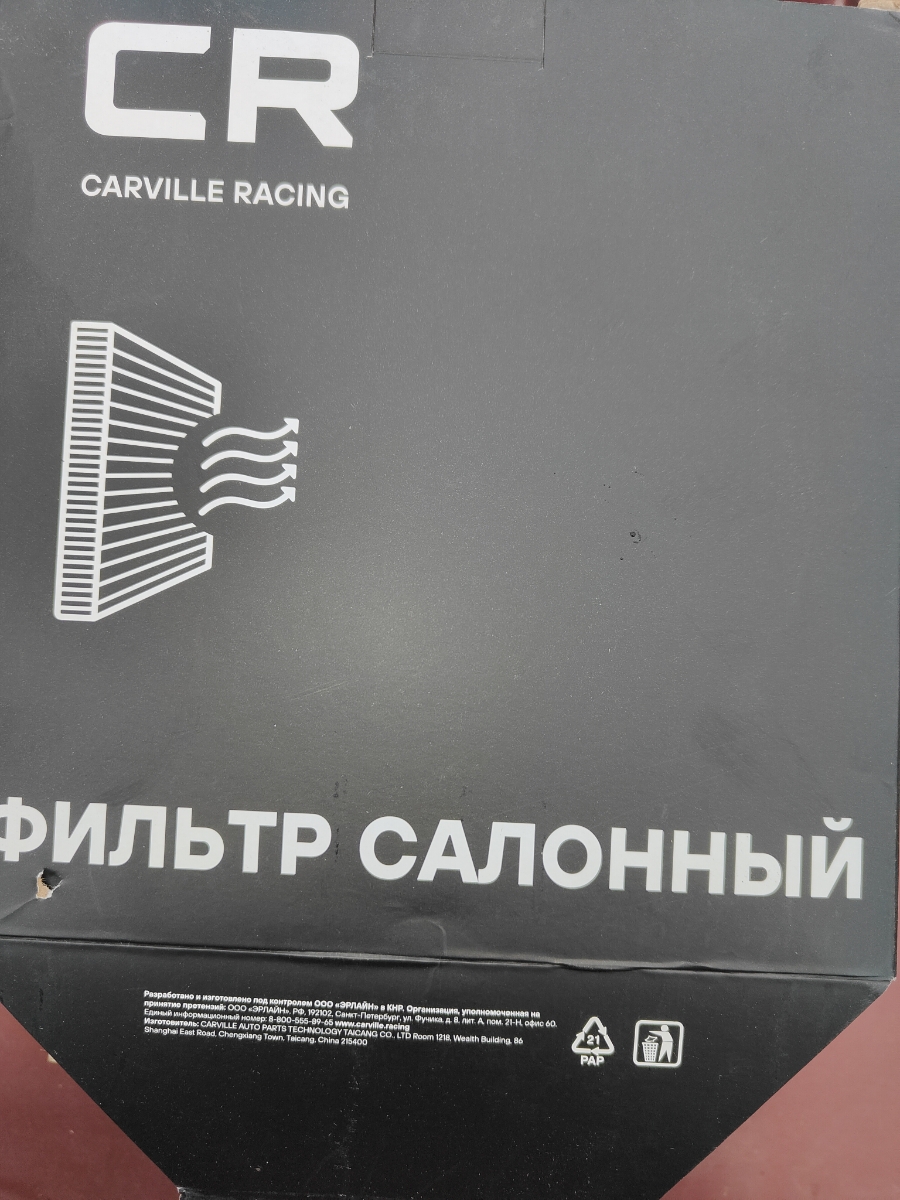 CR
CARVILLE RACING
ФИЛЬТР САЛОННЫЙ
Разработано и изготовлено под контролем ООО «ЭРЛАЙН» в КНР. Организация, уполномоченная на
принятие претензий: ООО «ЭРЛАЙН», РФ, 192102, Санкт-Петербург, ул. Фучика, д. 8, лит. А, пом. 21-Н, офис 60.
Единый информационный номер: 8-800-555-89-65 www.carville.racing
Изготовитель: CARVILLE AUTO PARTS TECHNOLOGY TAICANG CO., LTD Room 1218, Wealth Building, 86
Shanghai East Road, Chengxiang Town, Taicang, China 215400
21
PAP